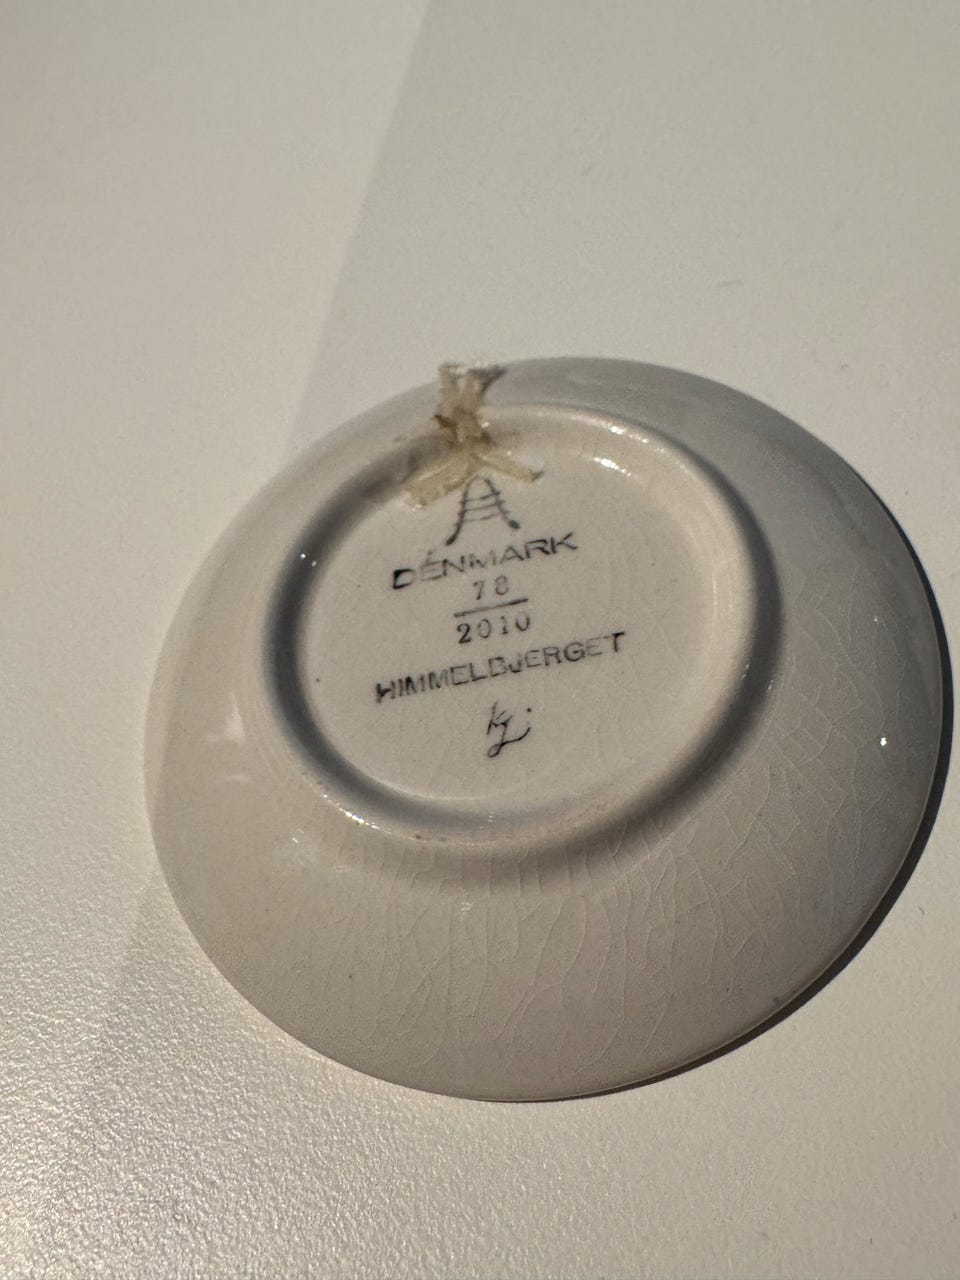 DENMARK
78
2010
HIMMELBJERGET